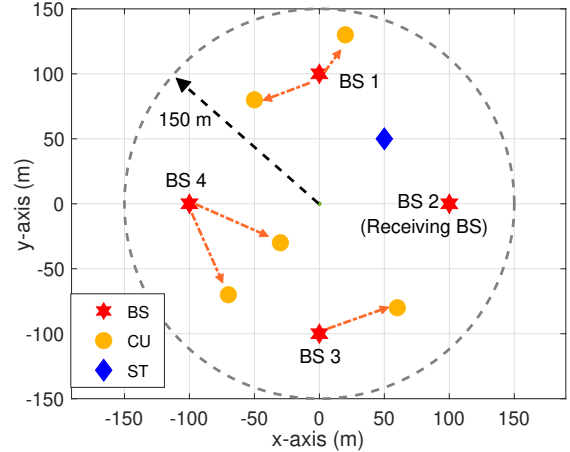 150
100
50
0
-50
-100
-150
y-axis (m)
BS 1
150 m
BS 4
BS 2
(Receiving BS)
BS 3
BS
CU
ST
-150
-100
-50
0
50
100
150
x-axis (m)